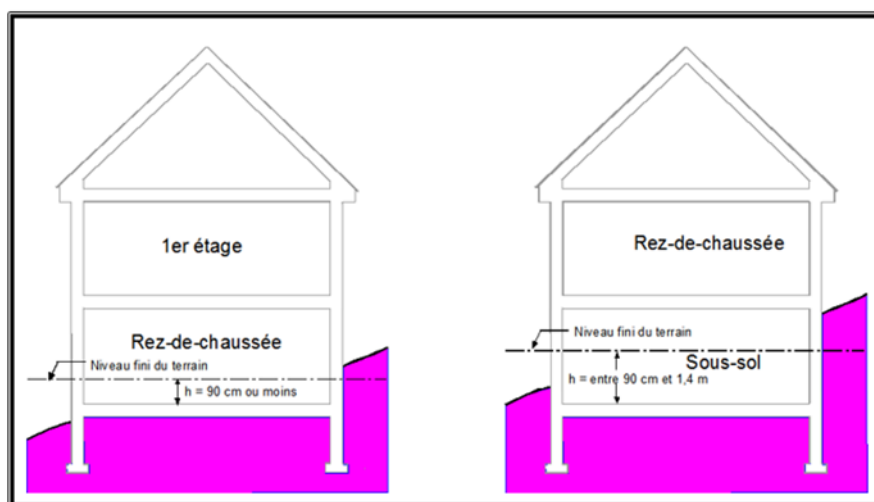 1er étage
Rez-de-chaussée
Niveau fini du terrain
h = 90 cm ou moins
Rez-de-chaussée
Niveau fini du terrain
Sous-sol
h = entre 90 cm et 1,4 m